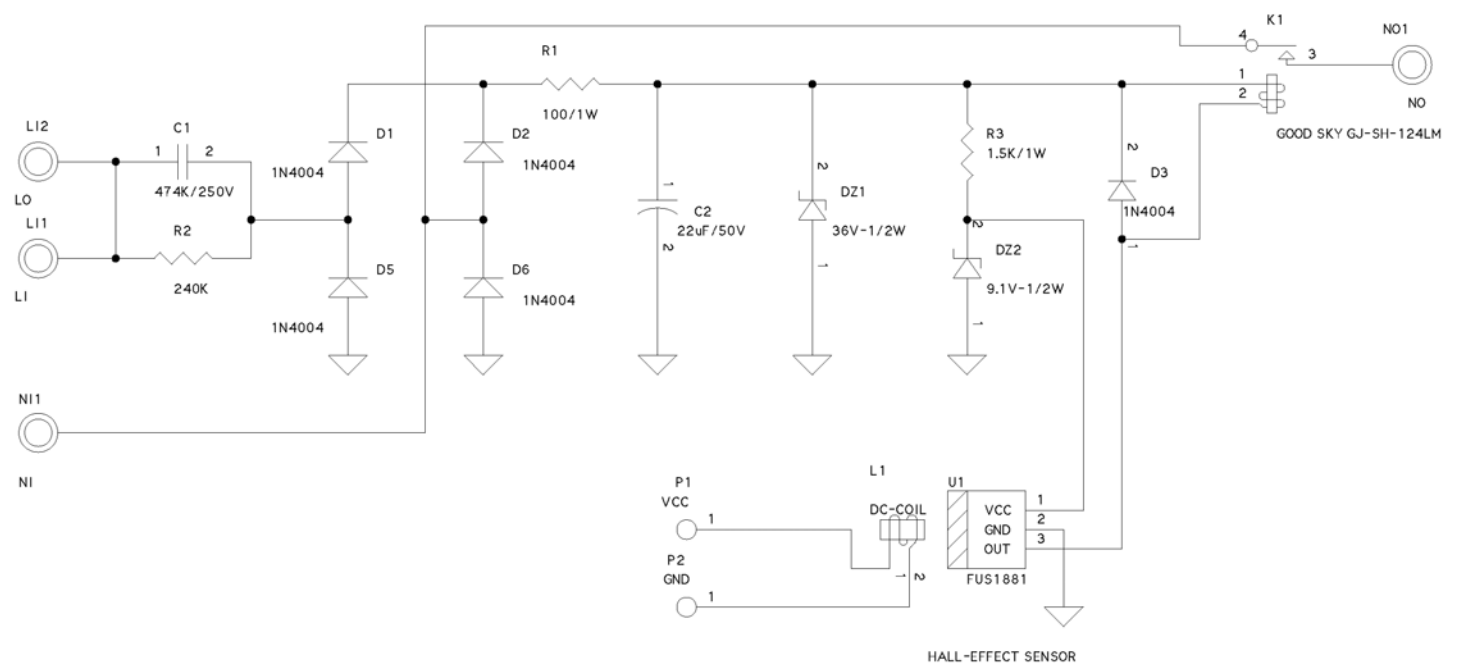 K1
NO1
4
3
R1
1
2
100/1W
NO
GOOD SKY GJ-SH-124LM
LI2
C1
1 2
D1
D2
R3
1.5K/1W
2
D3
1N4004
1N4004
474K/250V
LO
LI1
R2
2
DZ1
1
C2
22uF/50V
2
36V-1/2W
2
1N4004
1
DZ2
9.1V-1/2W
LI
240K
D5
D6
1N4004
1N4004
1
1
NI1
NI
L1
P1
VCC
1
DC-COIL
U1
VCC
GND
OUT
1
2
3
P2
GND
1
1 2
FUS1881
HALL-EFFECT SENSOR